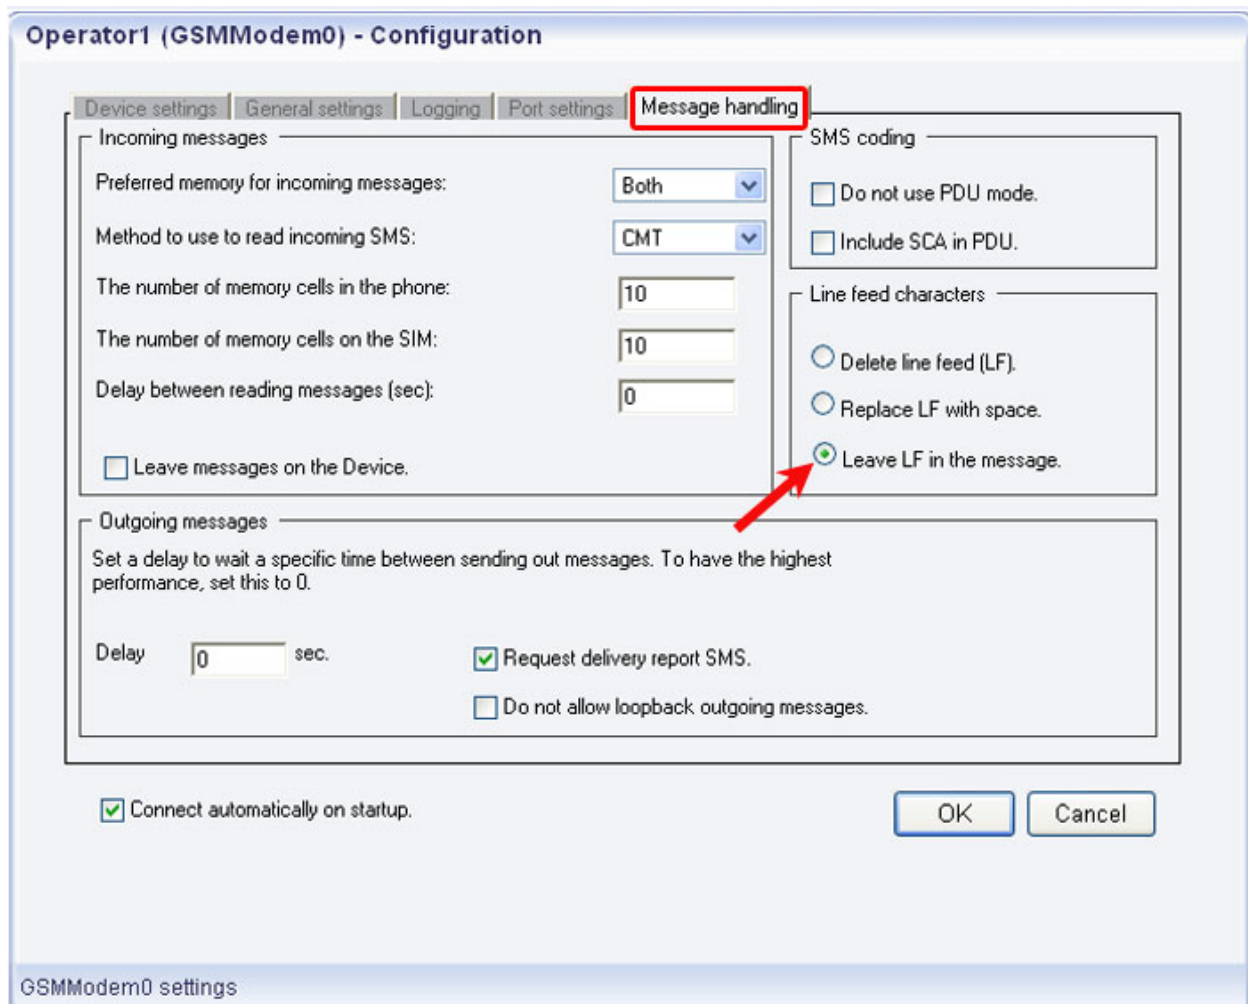 Operator1 (GSMModem0) - Configuration
Device settings General settings Logging Port settings Message handling
Incoming messages
Preferred memory for incoming messages: Both
Method to use to read incoming SMS: CMT
The number of memory cells in the phone: 10
The number of memory cells on the SIM: 10
Delay between reading messages (sec): 0
Leave messages on the Device.
SMS coding
Do not use PDU mode.
Include SCA in PDU.
Line feed characters
Delete line feed (LF).
Replace LF with space.
Leave LF in the message.
Outgoing messages
Set a delay to wait a specific time between sending out messages. To have the highest
performance, set this to 0.
Delay 0 sec.
Request delivery report SMS.
Do not allow loopback outgoing messages.
Connect automatically on startup.
OK Cancel
GSMModem0 settings